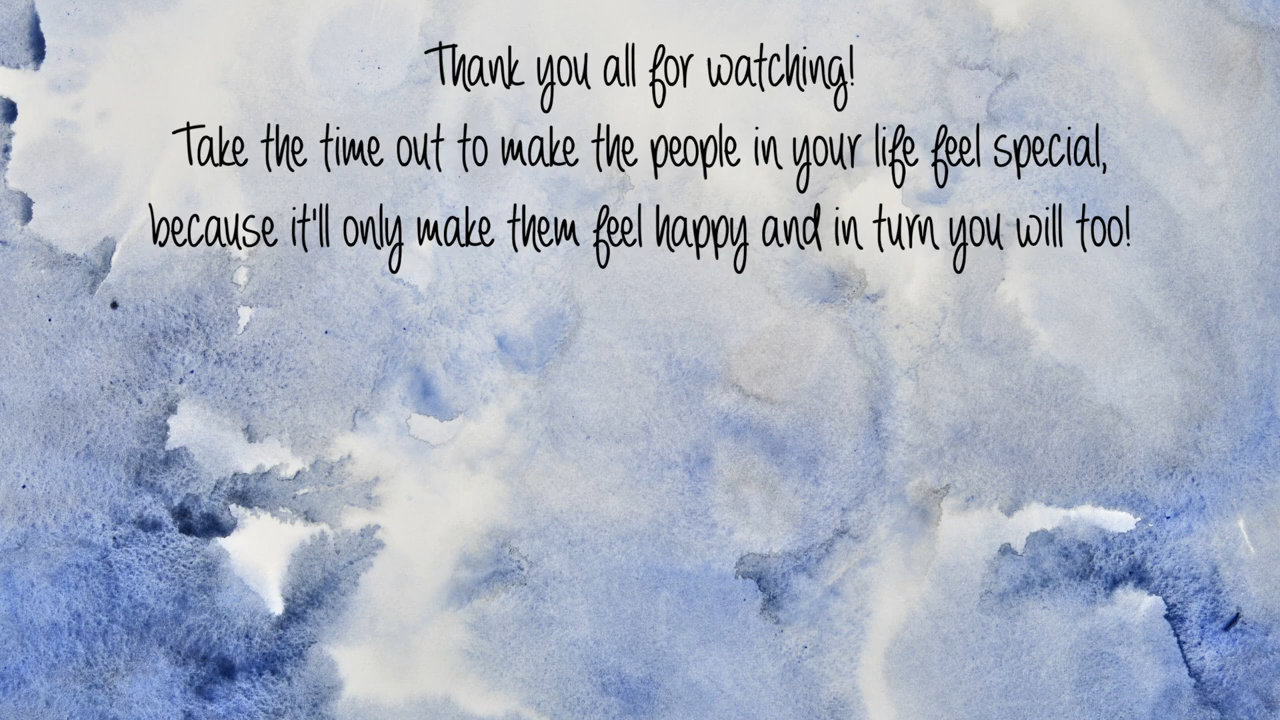 Thank you all for watching!
Take the time out to make the people in your life feel special,
because it'll only make them feel happy and in turn you will too!